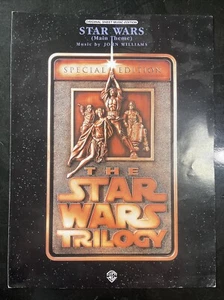 ORIGINAL SHEET MUSIC EDITION
STAR WARS
(Main Theme)
Music by JOHN WILLIAMS
SPECIAL EDITION
THE
STAR
WARS
TRILOGY